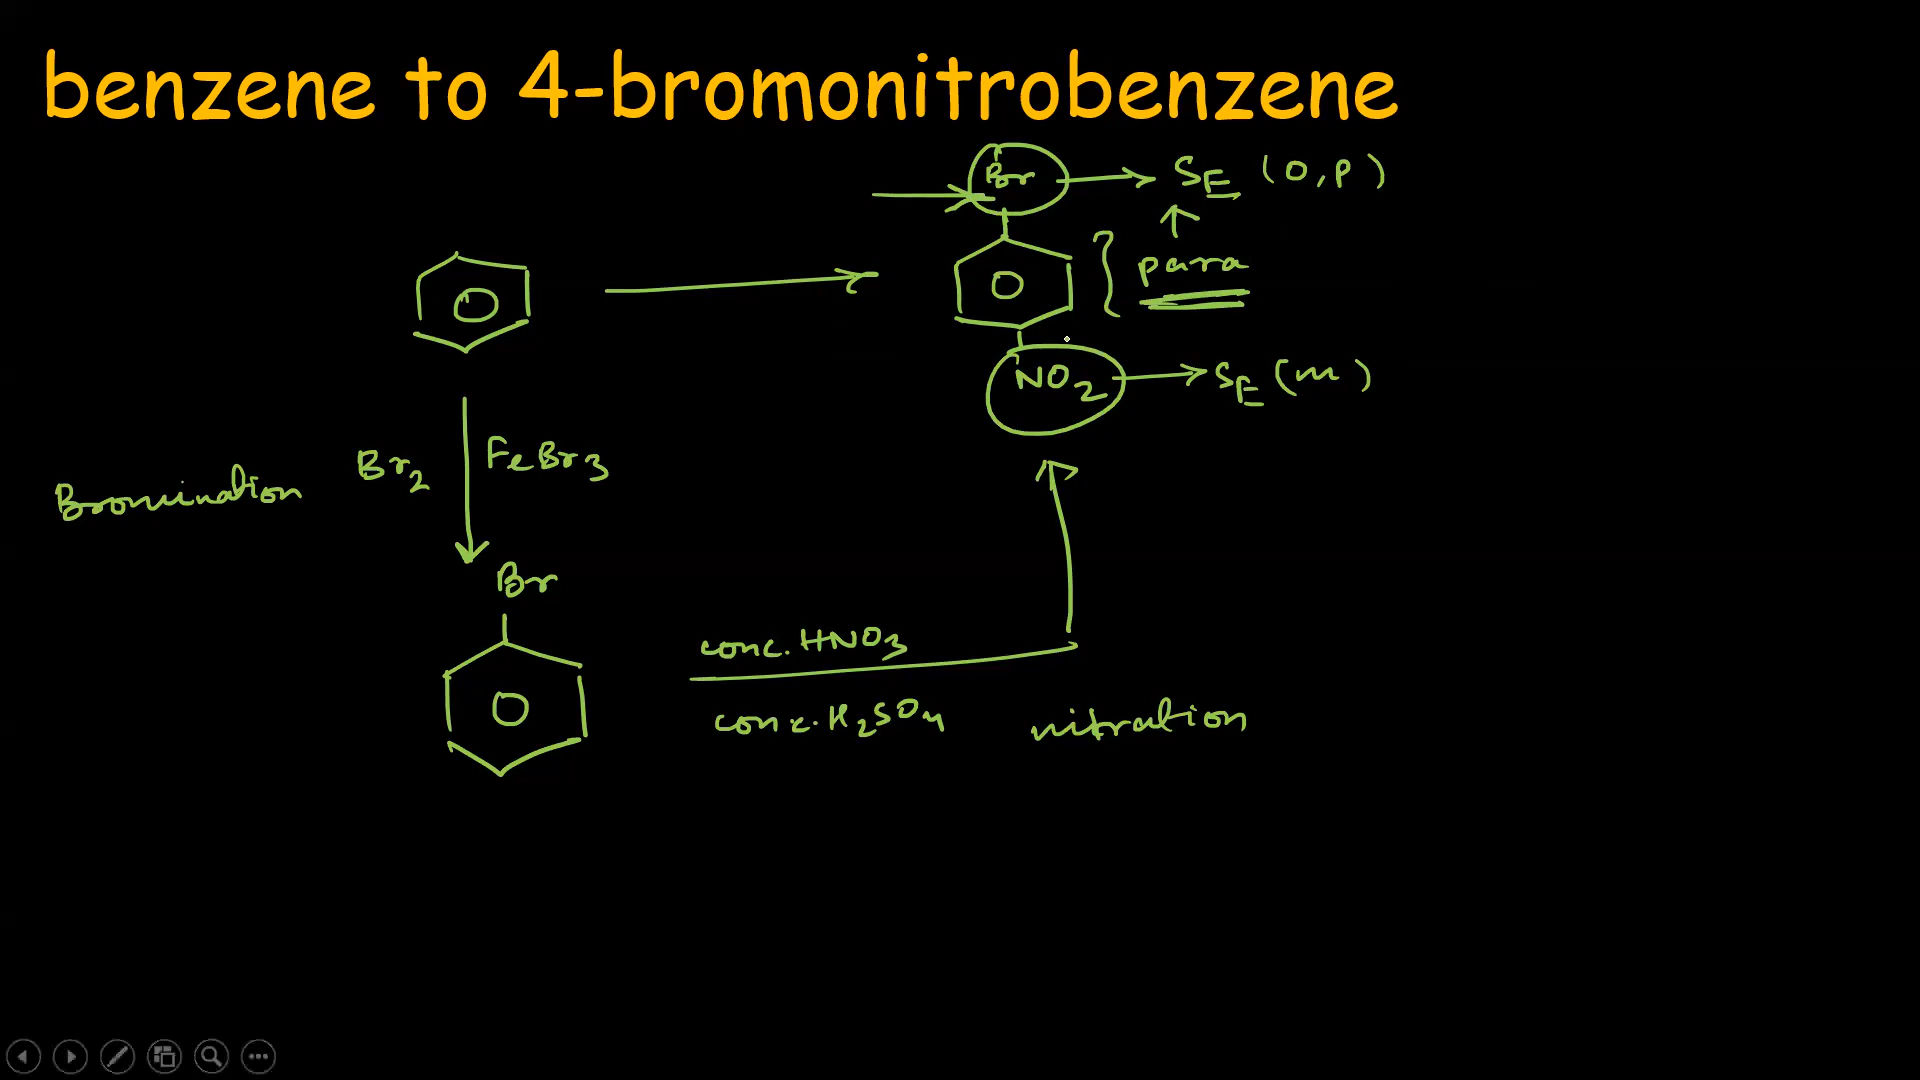 benzene to 4-bromonitrobenzene
Br → SE (o,p)
para
NO2 → SE (m)
Bromination Br2 FeBr3
Br
conc. HNO3
conc. H2SO4 nitration